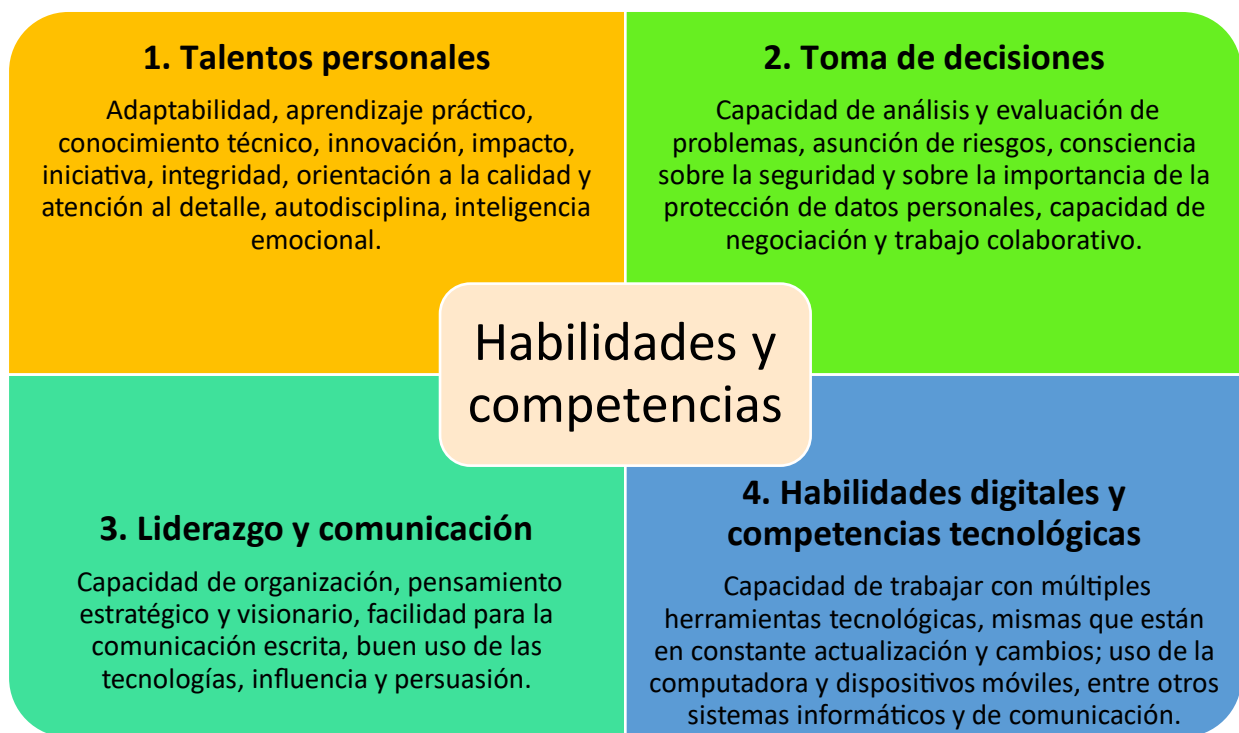 1. Talentos personales
Adaptabilidad, aprendizaje práctico,
conocimiento técnico, innovación, impacto,
iniciativa, integridad, orientación a la calidad y
atención al detalle, autodisciplina, inteligencia
emocional.
2. Toma de decisiones
Capacidad de análisis y evaluación de
problemas, asunción de riesgos, consciencia
sobre la seguridad y sobre la importancia de la
protección de datos personales, capacidad de
negociación y trabajo colaborativo.
Habilidades y
competencias
3. Liderazgo y comunicación
Capacidad de organización, pensamiento
estratégico y visionario, facilidad para la
comunicación escrita, buen uso de las
tecnologías, influencia y persuasión.
4. Habilidades digitales y
competencias tecnológicas
Capacidad de trabajar con múltiples
herramientas tecnológicas, mismas que están
en constante actualización y cambios; uso de la
computadora y dispositivos móviles, entre otros
sistemas informáticos y de comunicación.